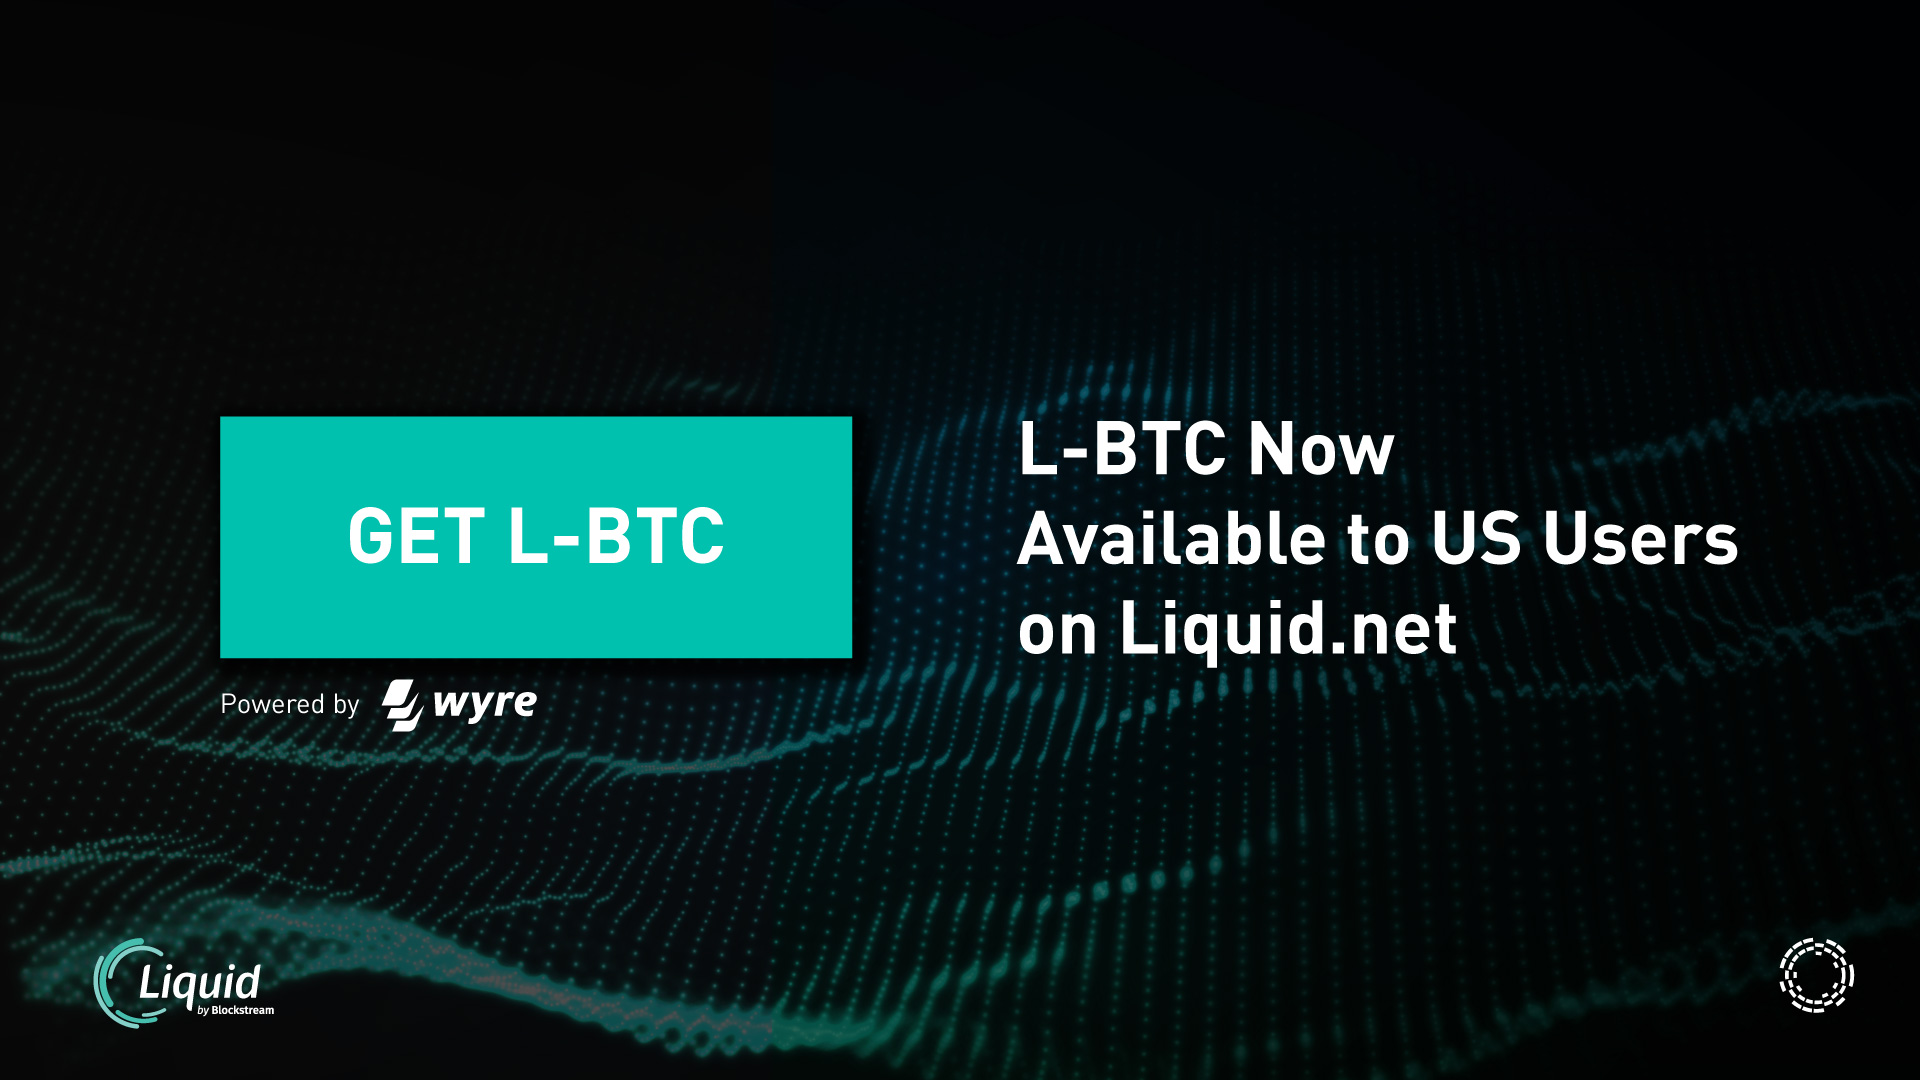 GET L-BTC
Powered by wyre
L-BTC Now
Available to US Users
on Liquid.net
Liquid
by Blockstream